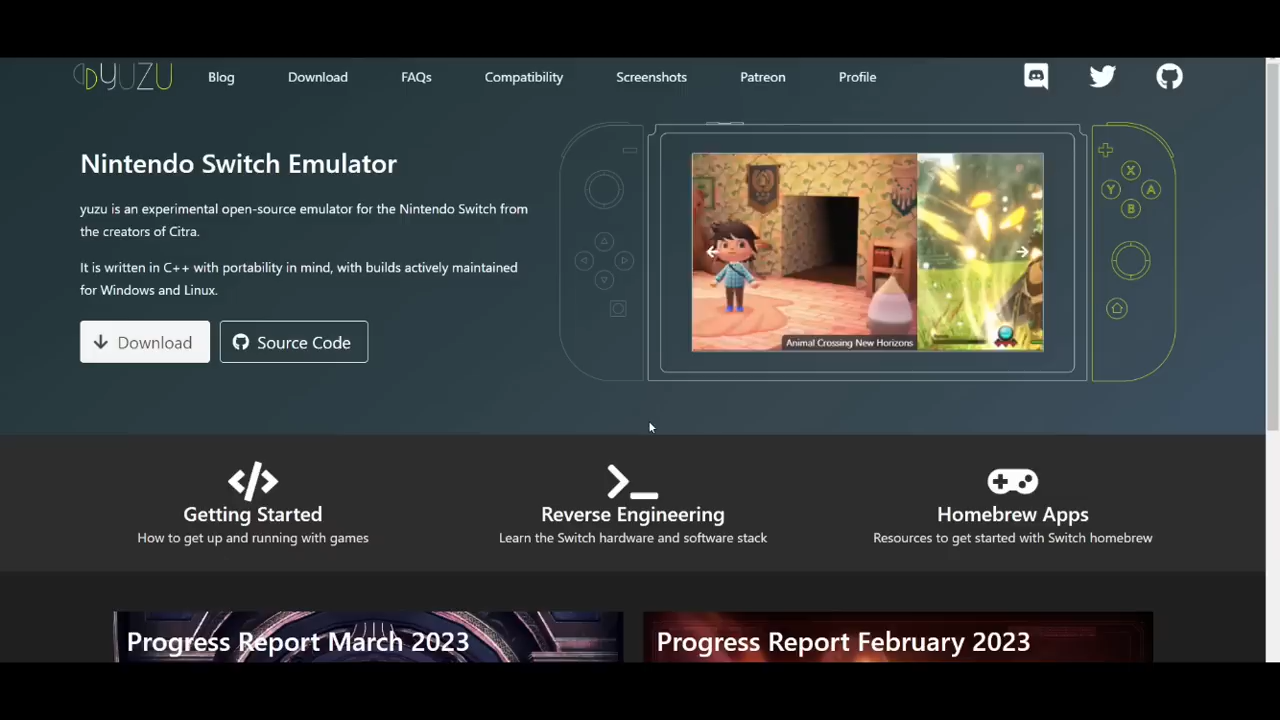 YUZU Blog Download FAQs Compatibility Screenshots Patreon Profile
Nintendo Switch Emulator
yuzu is an experimental open-source emulator for the Nintendo Switch from
the creators of Citra.
It is written in C++ with portability in mind, with builds actively maintained
for Windows and Linux.
Download Source Code
X
Y A
B
Animal Crossing New Horizons
Getting Started
How to get up and running with games
Reverse Engineering
Learn the Switch hardware and software stack
Homebrew Apps
Resources to get started with Switch homebrew
Progress Report March 2023
Progress Report February 2023